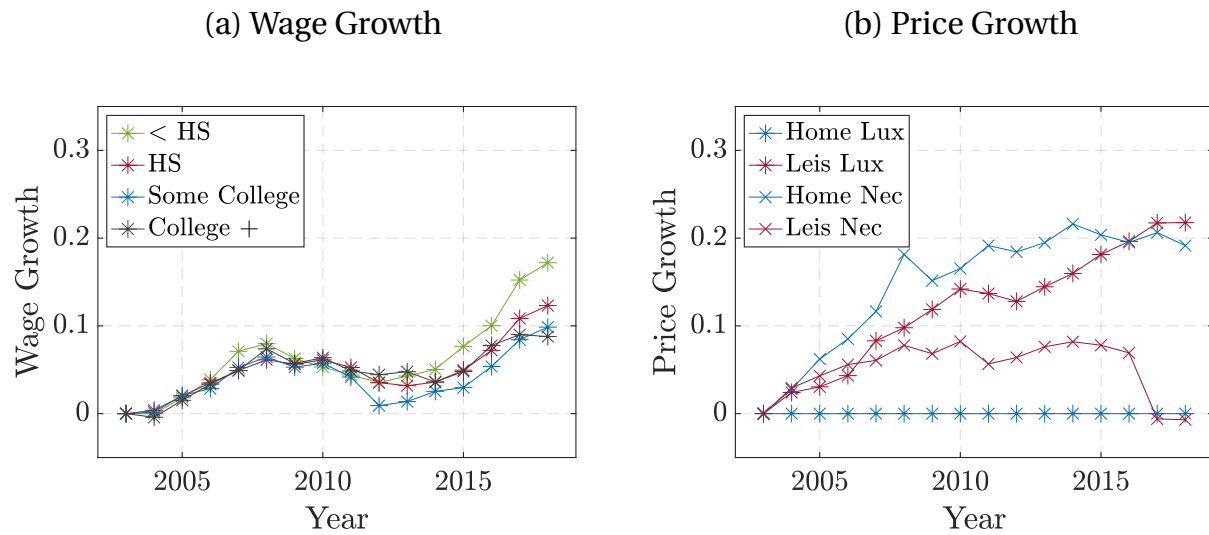 (a) Wage Growth
< HS
HS
Some College
College +
0.3
0.2
0.1
0
Wage Growth
2005 2010 2015
Year
(b) Price Growth
Home Lux
Leis Lux
Home Nec
Leis Nec
0.3
0.2
0.1
0
Price Growth
2005 2010 2015
Year